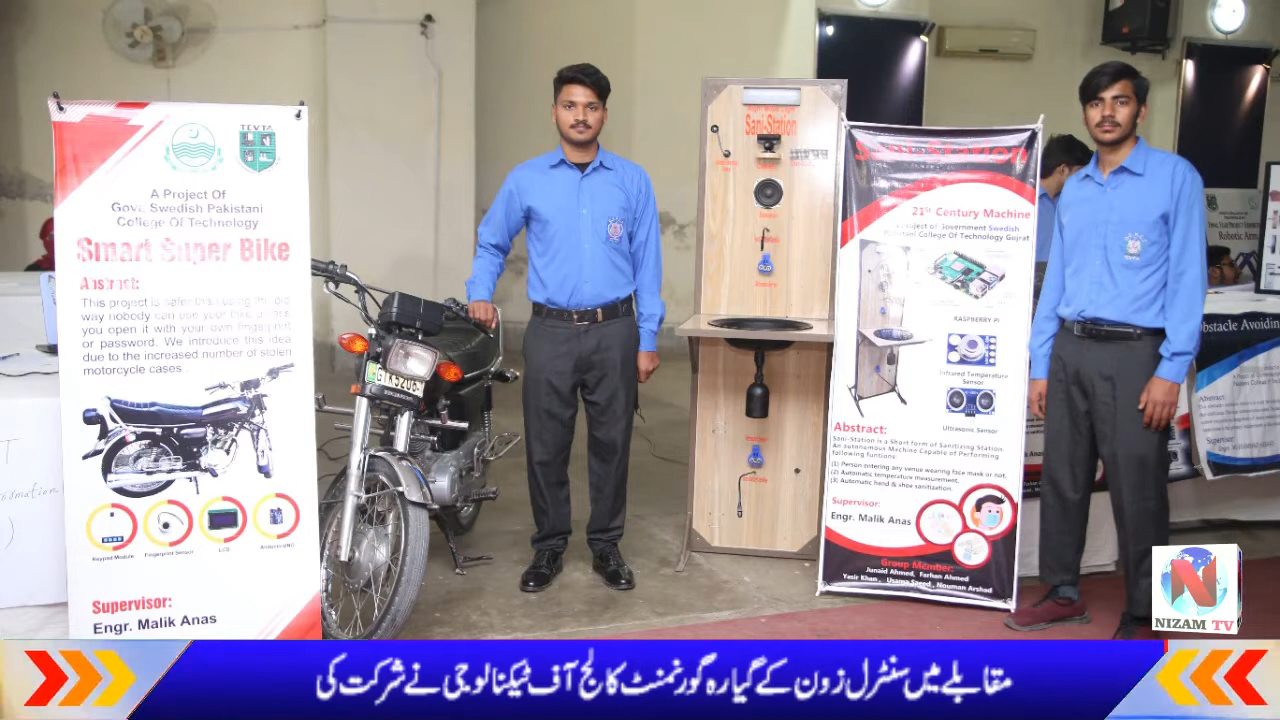 TEVTA
A Project Of
Govt. Swedish Pakistani
College Of Technology
Smart Super Bike
Abstract:
This project is safer this using the old
way nobody can use your bike unless
you open it with your own fingerprint
or password. We introduce this idea
due to the increased number of stolen
motorcycle cases .
Keypad Module
Fingerprint Sensor
LCD
Supervisor:
Engr. Malik Anas
Sani-Station
Sani-Station
21st Century Machine
A Project of Government Swedish
Pakistani College Of Technology Gujrat
RASPBERRY PI
Infrared Temperature
Sensor
Ultrasonic Sensor
Abstract:
Sani-Station is a Short form of Sanitizing Station.
An autonomous Machine Capable of Performing
following funtions
(1) Person entering any venue wearing face mask or not.
(2) Automatic temperature measurement.
(3) Automatic hand & shoe sanitization.
Supervisor:
Engr. Malik Anas
Group Member:
Junaid Ahmed, Farhan Ahmed
Yasir Khan , Usama Saeed , Nouman Arshad
Robotic Arm
Obstacle Avoiding
Abstract
Supervisor
NIZAM TV
مقابلے میں سنٹرل زون کے گیارہ گورنمنٹ کالج آف ٹیکنالوجی نے شرکت کی